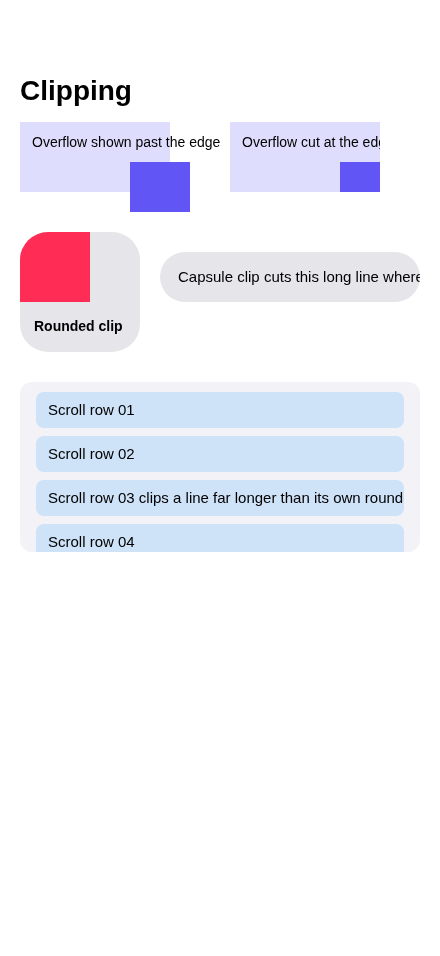 Clipping
Overflow shown past the edge
Overflow cut at the edg
Rounded clip
Capsule clip cuts this long line where
Scroll row 01
Scroll row 02
Scroll row 03 clips a line far longer than its own round
Scroll row 04